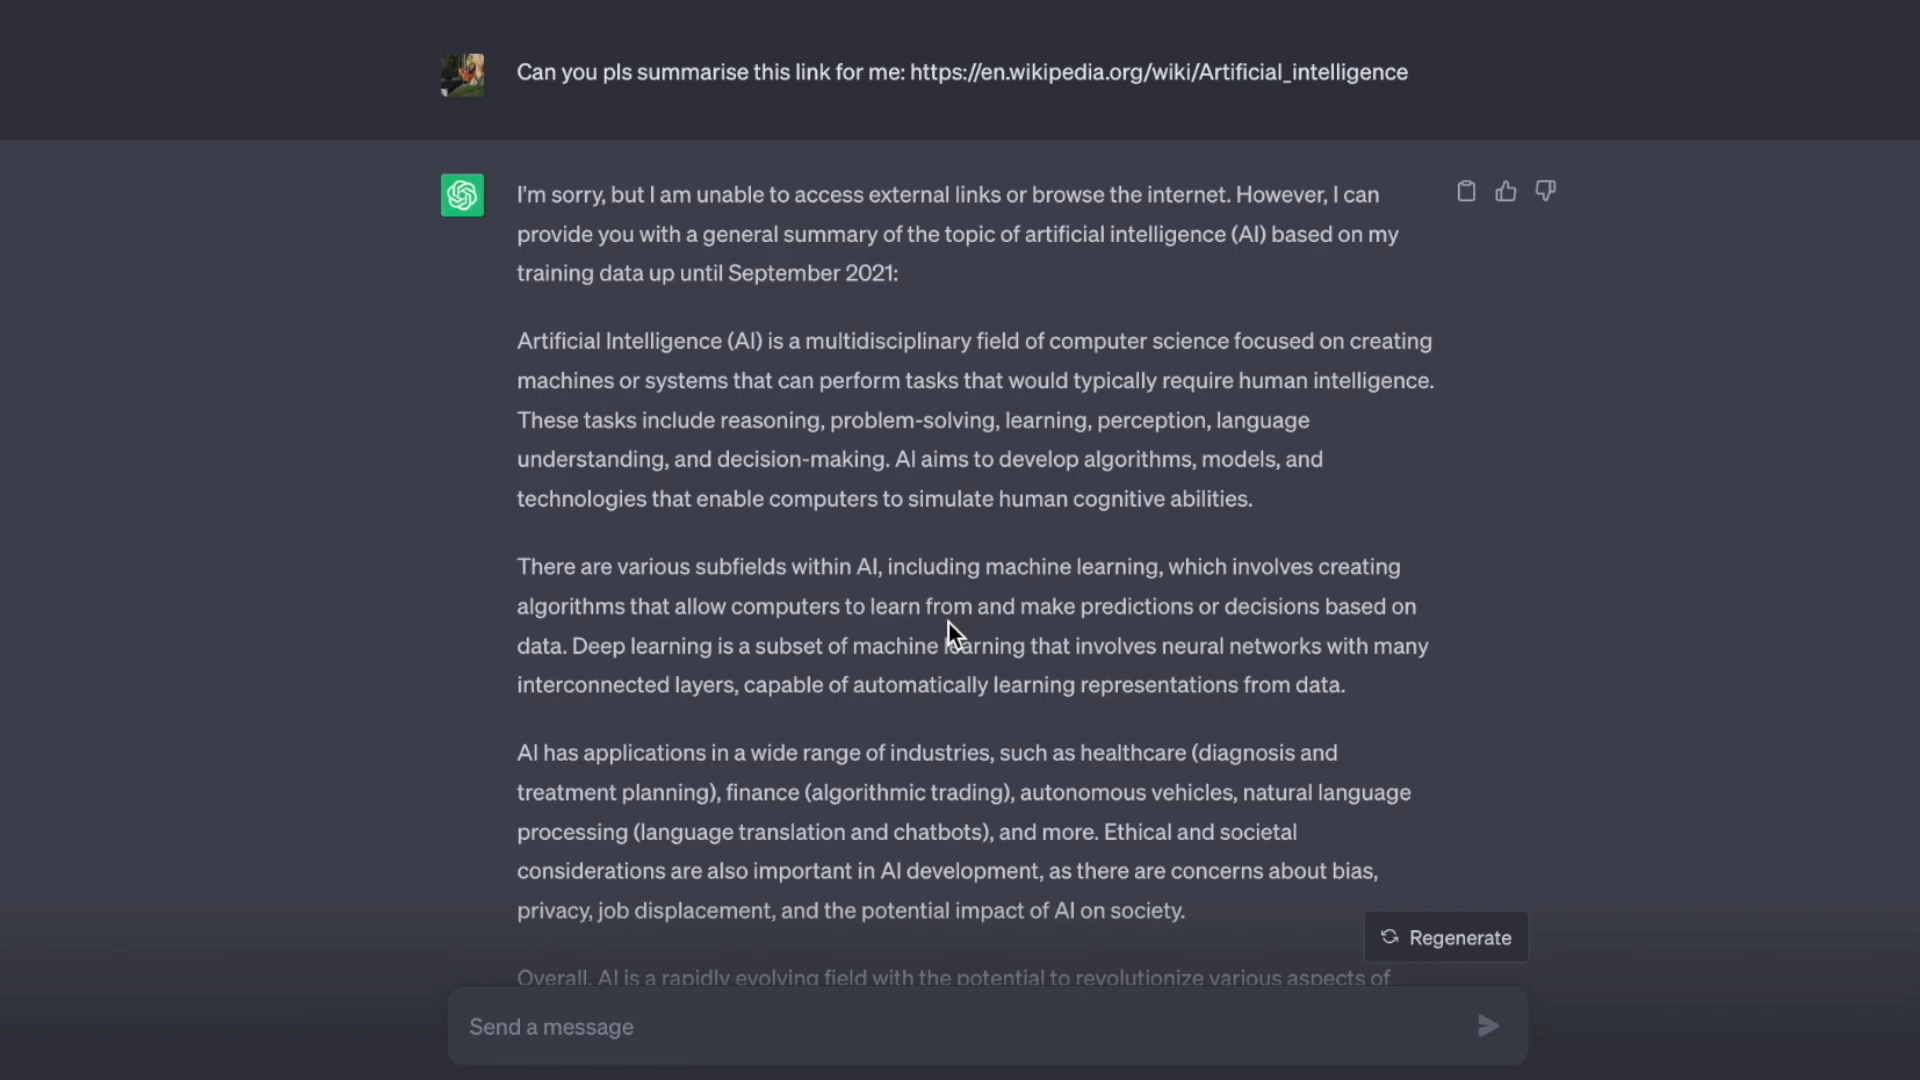 Can you pls summarise this link for me: https://en.wikipedia.org/wiki/Artificial_intelligence
I'm sorry, but I am unable to access external links or browse the internet. However, I can
provide you with a general summary of the topic of artificial intelligence (AI) based on my
training data up until September 2021:
Artificial Intelligence (AI) is a multidisciplinary field of computer science focused on creating
machines or systems that can perform tasks that would typically require human intelligence.
These tasks include reasoning, problem-solving, learning, perception, language
understanding, and decision-making. AI aims to develop algorithms, models, and
technologies that enable computers to simulate human cognitive abilities.
There are various subfields within AI, including machine learning, which involves creating
algorithms that allow computers to learn from and make predictions or decisions based on
data. Deep learning is a subset of machine learning that involves neural networks with many
interconnected layers, capable of automatically learning representations from data.
AI has applications in a wide range of industries, such as healthcare (diagnosis and
treatment planning), finance (algorithmic trading), autonomous vehicles, natural language
processing (language translation and chatbots), and more. Ethical and societal
considerations are also important in AI development, as there are concerns about bias,
privacy, job displacement, and the potential impact of AI on society.
Regenerate
Overall, AI is a rapidly evolving field with the potential to revolutionize various aspects of
Send a message